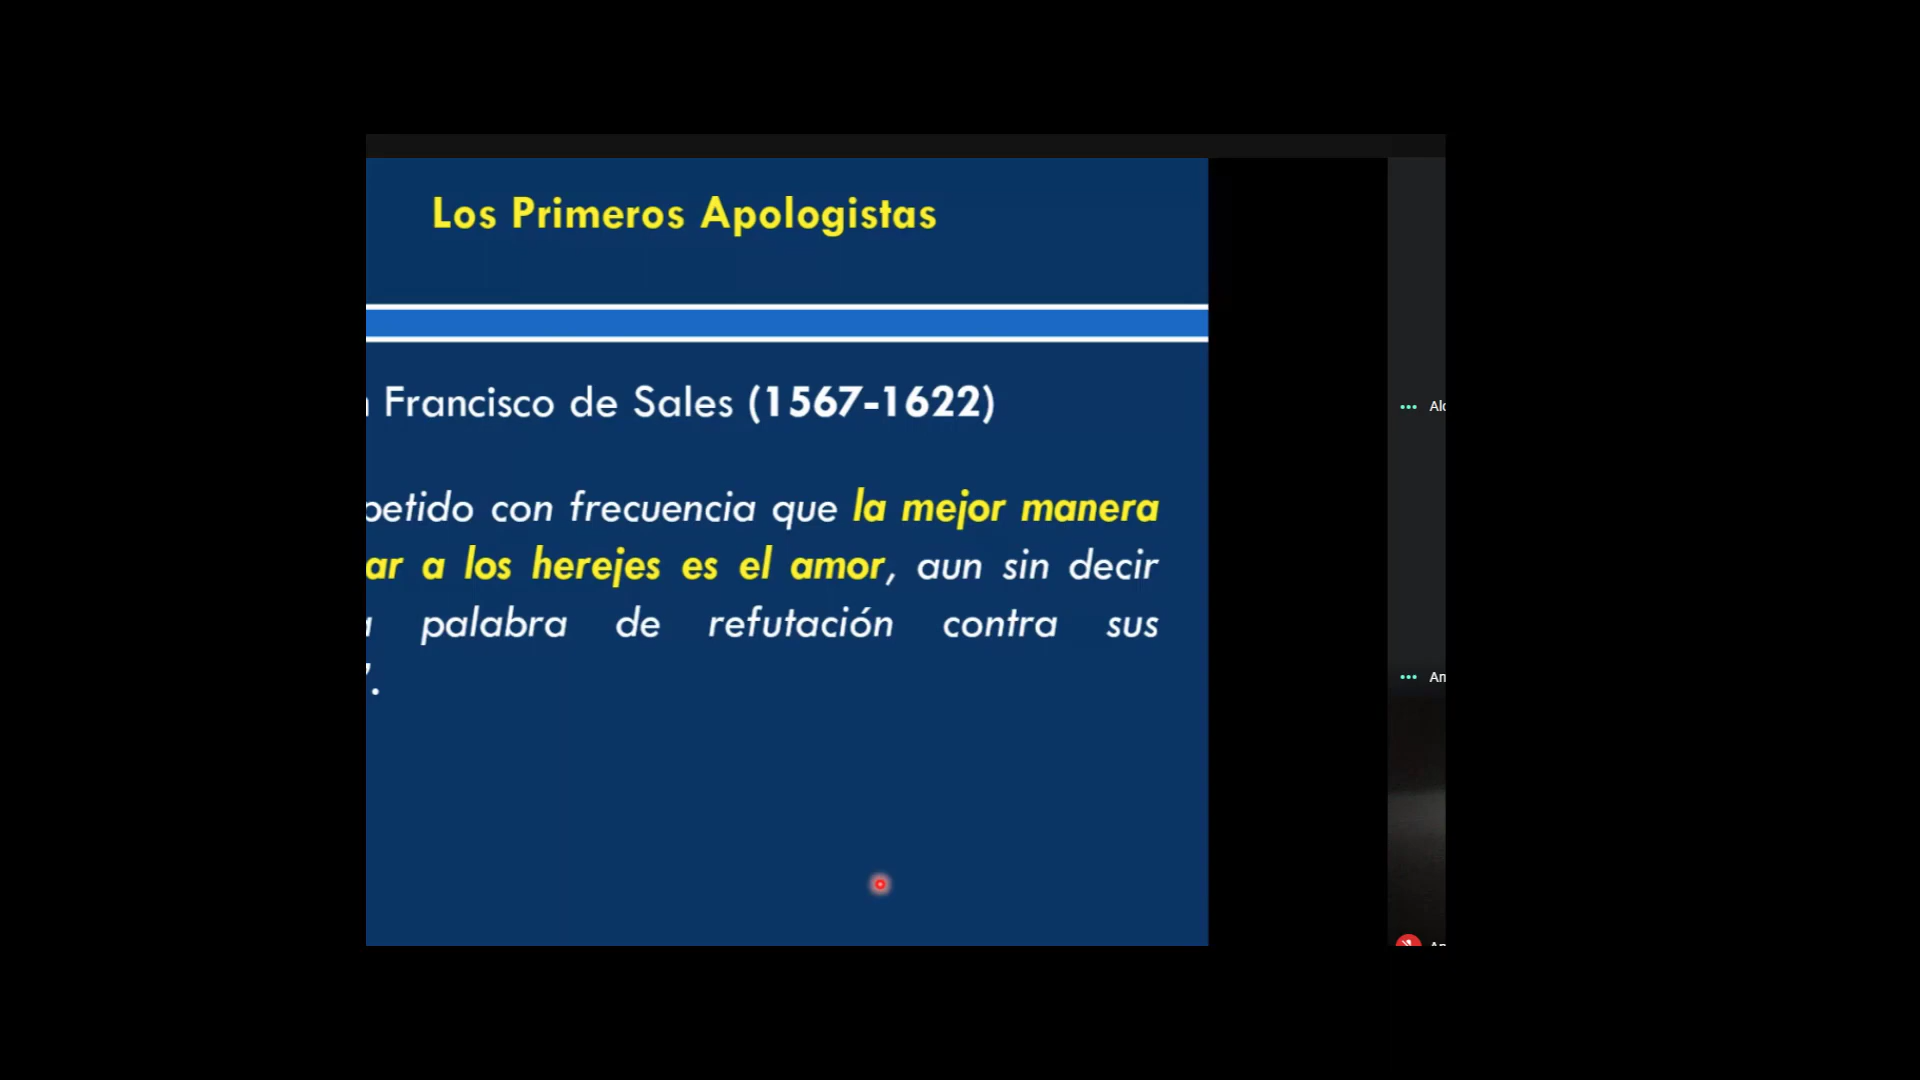 Los Primeros Apologistas
Francisco de Sales (1567-1622)
petido con frecuencia que la mejor manera
ar a los herejes es el amor, aun sin decir
palabra de refutación contra sus
".